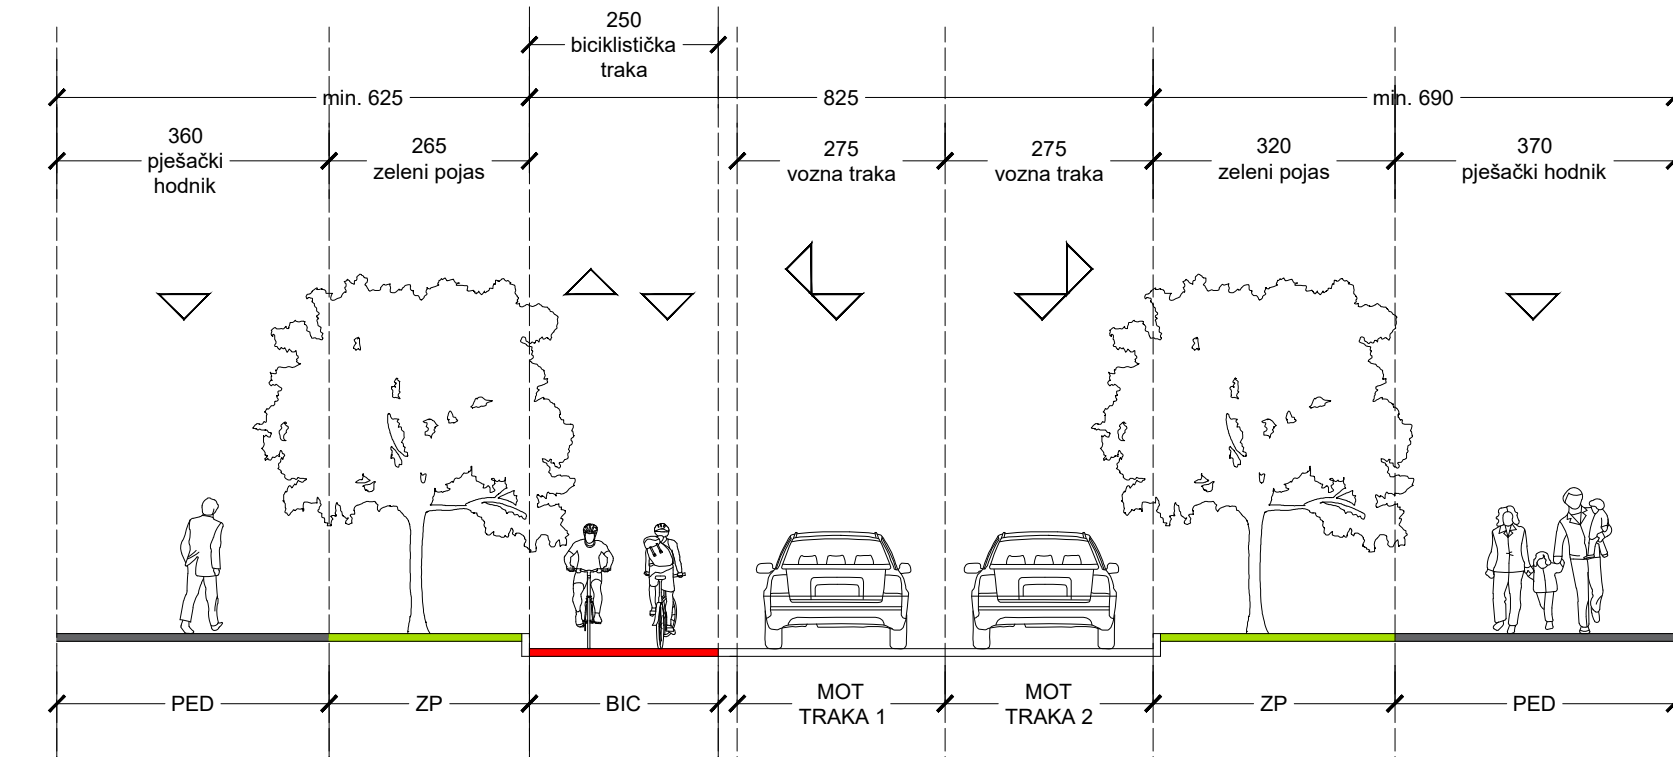 250
biciklistička
traka
min. 625
825
min. 690
360
pješački
hodnik
265
zeleni pojas
275
vozna traka
275
vozna traka
320
zeleni pojas
370
pješački hodnik
PED
ZP
BIC
MOT
TRAKA 1
MOT
TRAKA 2
ZP
PED